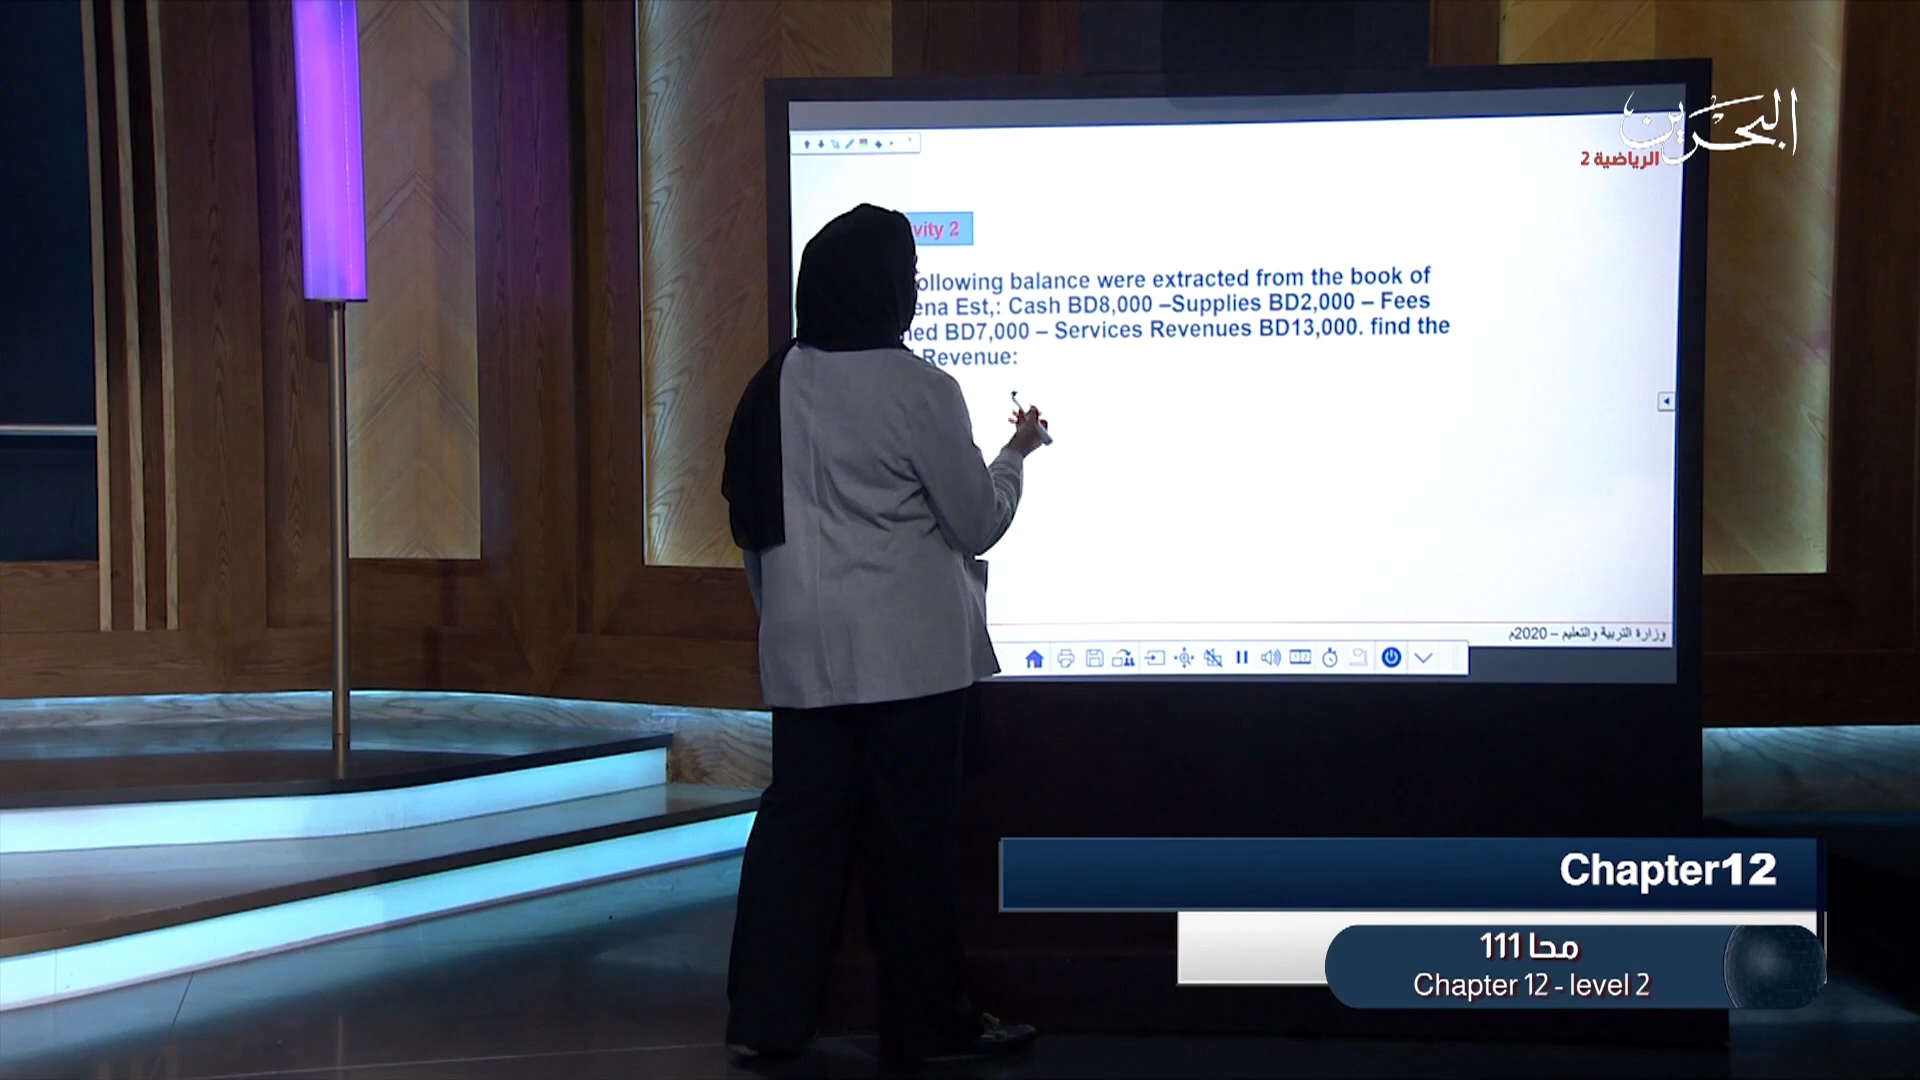 البحرين
الرياضية 2
vity 2
ollowing balance were extracted from the book of
ena Est,: Cash BD8,000 –Supplies BD2,000 – Fees
ned BD7,000 – Services Revenues BD13,000. find the
Revenue:
وزارة التربية والتعليم – 2020م
Chapter12
محا 111
Chapter 12 - level 2